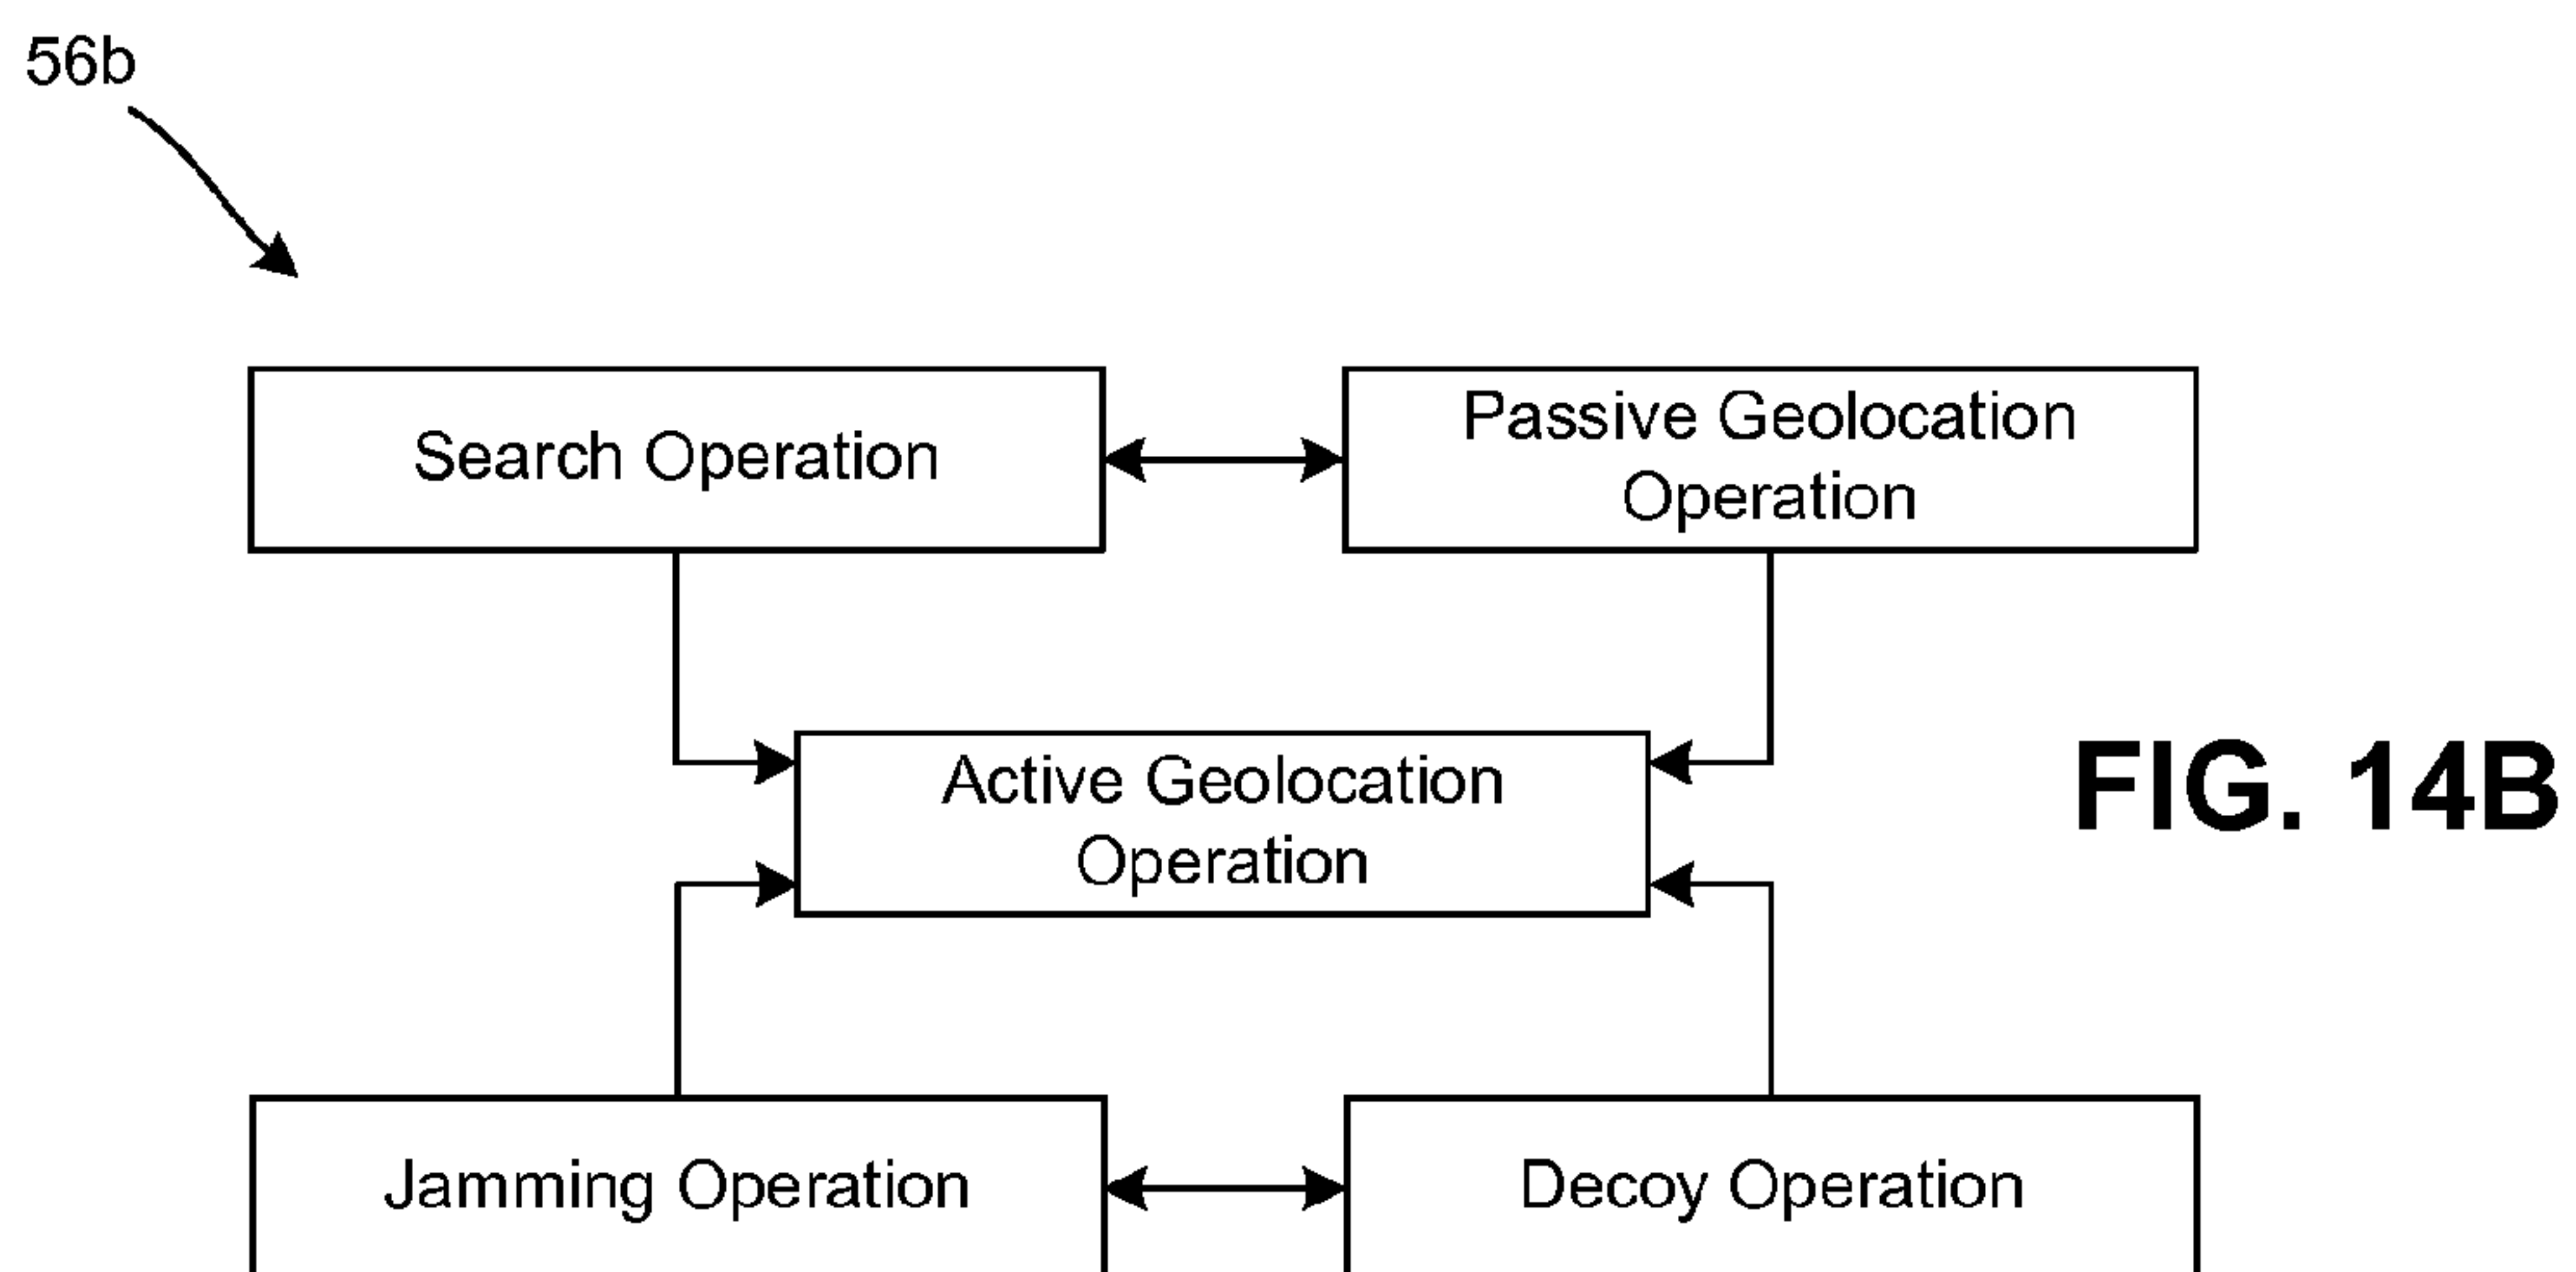 56b
Search Operation
Passive Geolocation
Operation
Active Geolocation
Operation
FIG. 14B
Jamming Operation
Decoy Operation